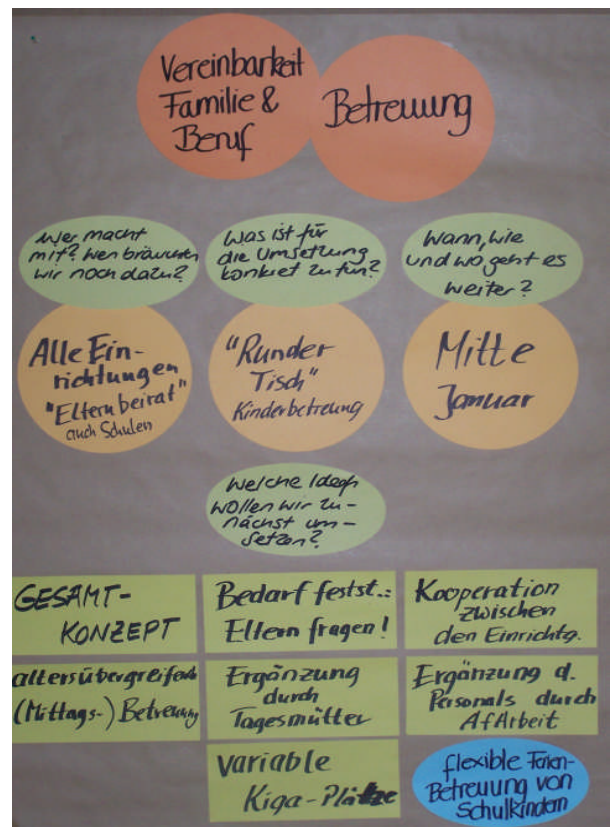 Vereinbarkeit
Familie &
Beruf
Betreuung
Wer macht
mit? Wen bräuchten
wir noch dazu?
Was ist für
die Umsetzung
konkret zu tun?
Wann, wie
und wo geht es
weiter?
Alle Ein-
richtungen
"Elternbeirat"
auch Schulen
"Runder
Tisch"
Kinderbetreuung
Mitte
Januar
Welche Ideen
wollen wir zu-
nächst um-
setzen?
GESAMT-
KONZEPT
Bedarf festst.:
Eltern fragen!
Kooperation
zwischen
den Einrichtg.
altersübergreifende
(Mittags-) Betreuung
Ergänzung
durch
Tagesmütter
Ergänzung d.
Personals durch
AfArbeit
variable
Kiga-Plätze
flexible Ferien-
Betreuung von
Schulkindern